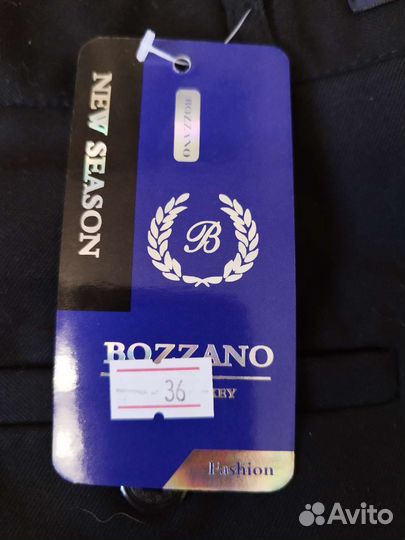 BOZZANO
NEW SEASON
B
BOZZANO
36
Fashion
Avito